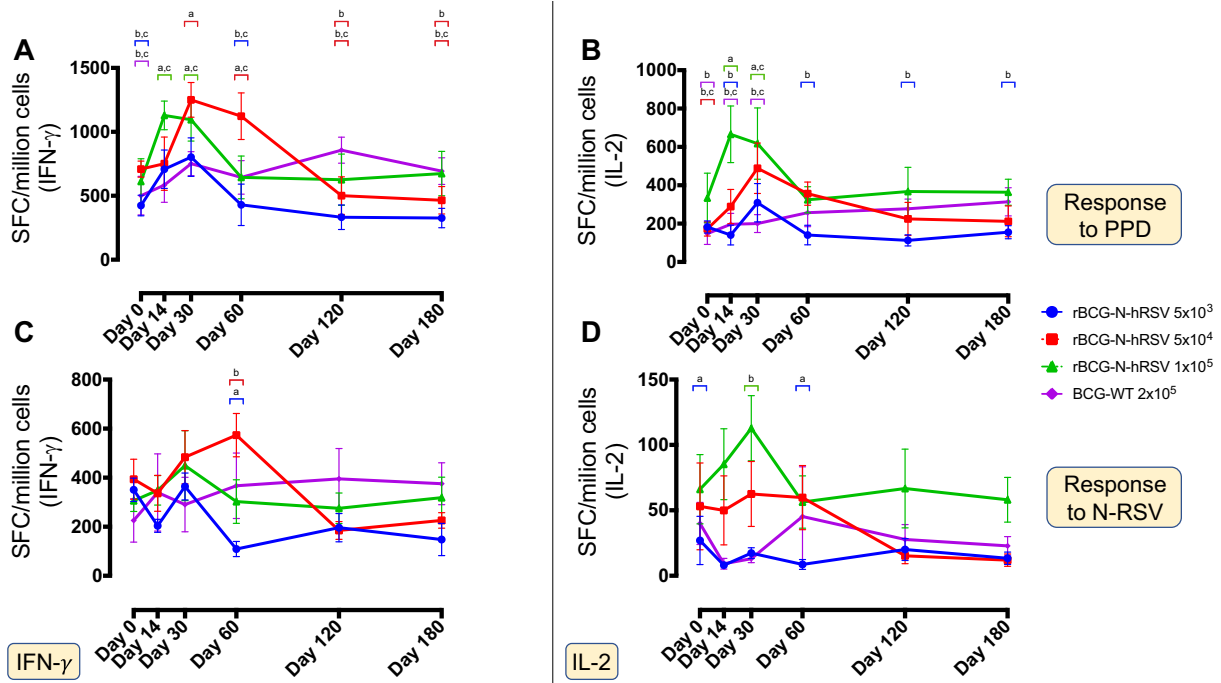 A
b,c
b,c
a
b,c
b
b
a,c
a,c
a,c
b,c
b,c
SFC/million cells
(IFN-γ)
1500
1000
500
0
Day 0
Day 14
Day 30
Day 60
Day 120
Day 180
B
a
a,c
b
b
b
b
b
b,c
b,c
b,c
SFC/million cells
(IL-2)
1000
800
600
400
200
0
Day 0
Day 14
Day 30
Day 60
Day 120
Day 180
Response
to PPD
C
b
a
SFC/million cells
(IFN-γ)
800
600
400
200
0
Day 0
Day 14
Day 30
Day 60
Day 120
Day 180
IFN-γ
D
a
b
a
SFC/million cells
(IL-2)
150
100
50
0
Day 0
Day 14
Day 30
Day 60
Day 120
Day 180
IL-2
rBCG-N-hRSV 5x10³
rBCG-N-hRSV 5x10⁴
rBCG-N-hRSV 1x10⁵
BCG-WT 2x10⁵
Response
to N-RSV